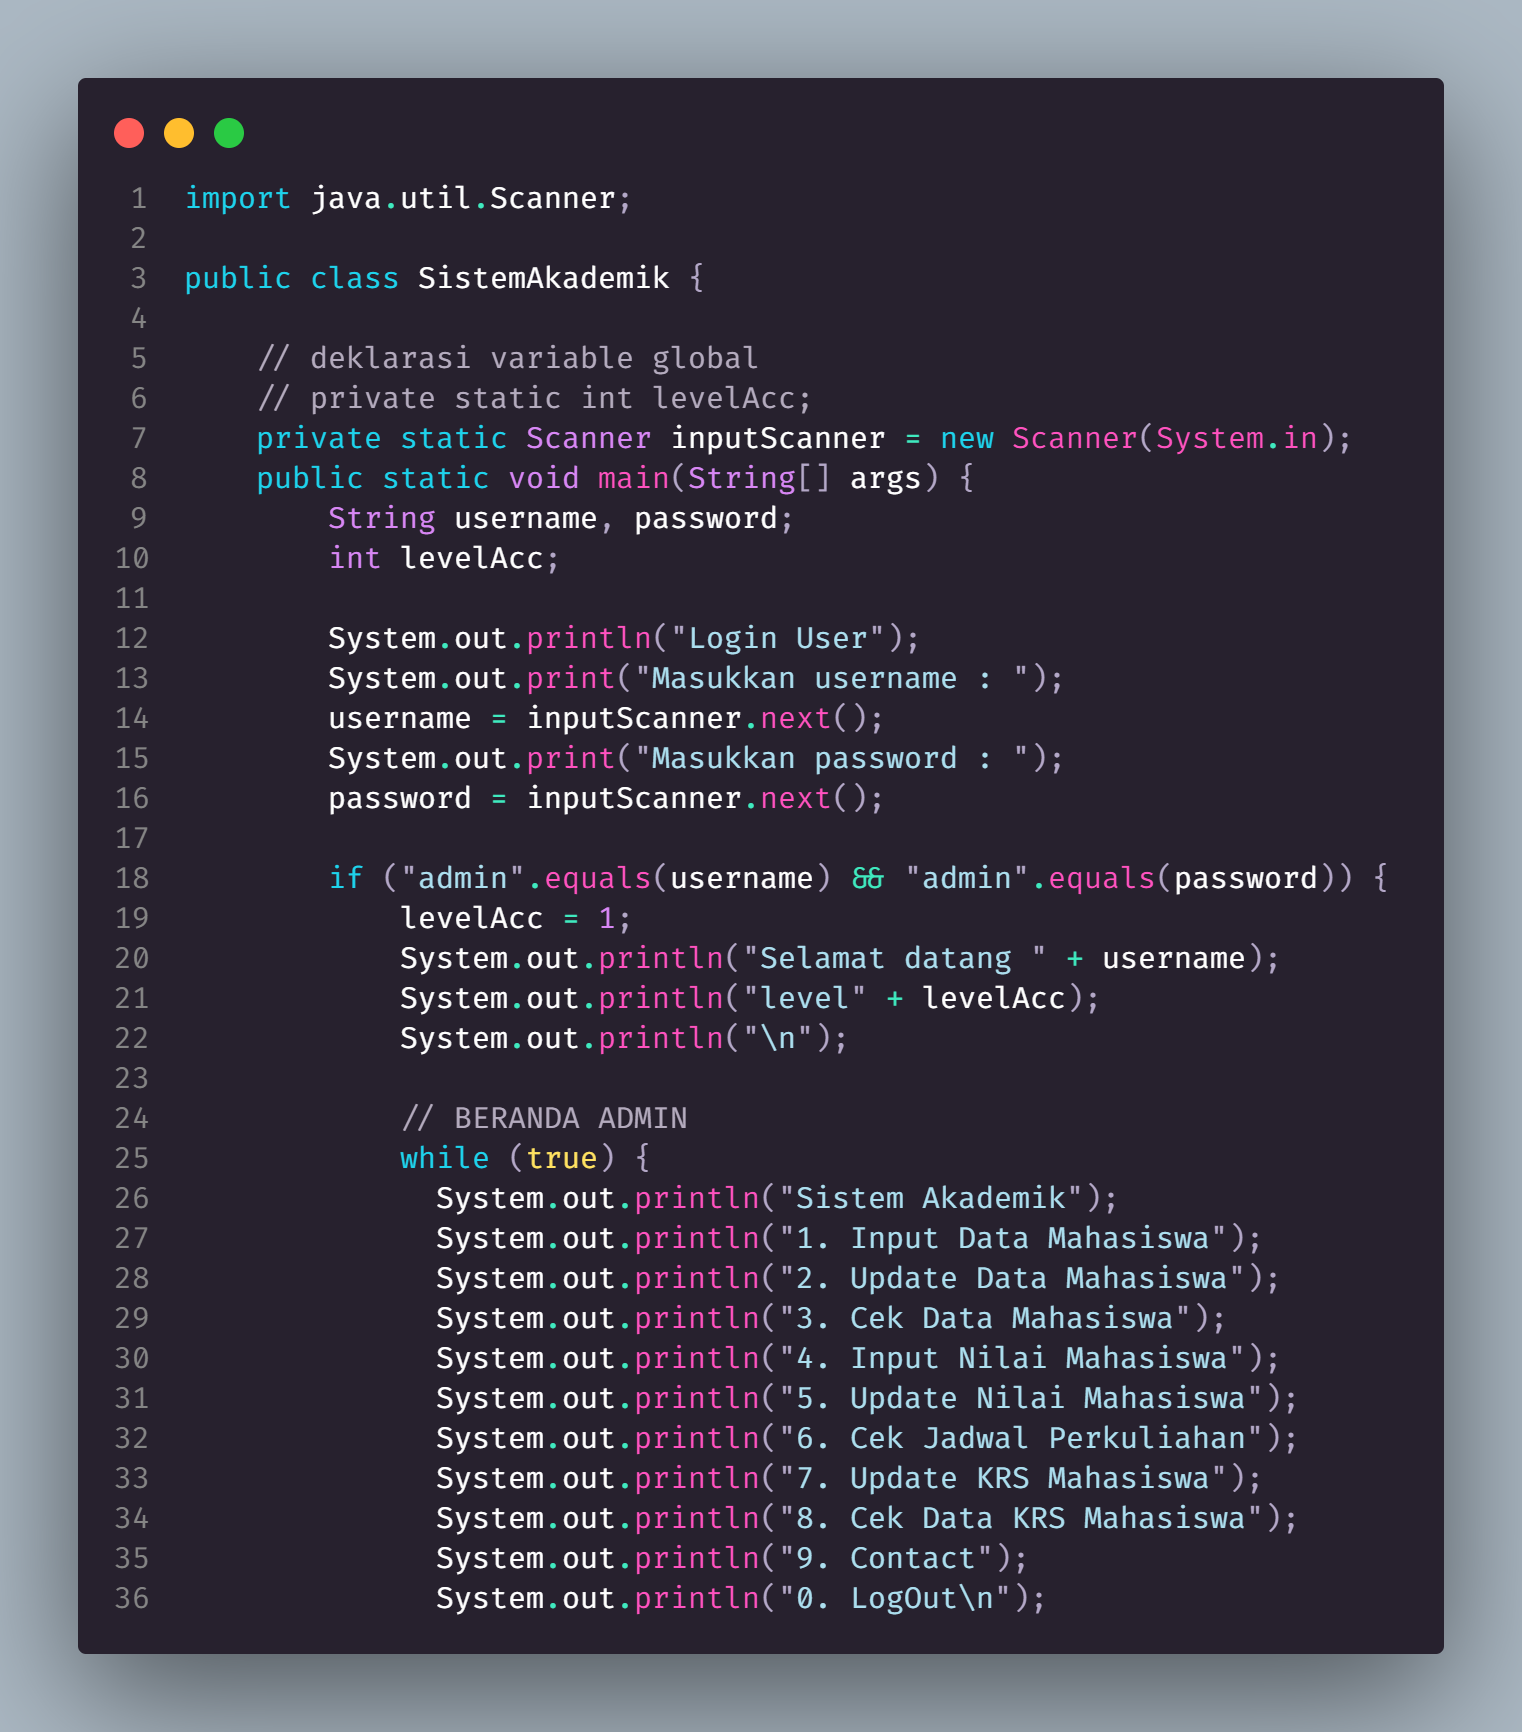 1 import java.util.Scanner;
2
3 public class SistemAkademik {
4
5     // deklarasi variable global
6     // private static int levelAcc;
7     private static Scanner inputScanner = new Scanner(System.in);
8     public static void main(String[] args) {
9         String username, password;
10         int levelAcc;
11
12         System.out.println("Login User");
13         System.out.print("Masukkan username : ");
14         username = inputScanner.next();
15         System.out.print("Masukkan password : ");
16         password = inputScanner.next();
17
18         if ("admin".equals(username) && "admin".equals(password)) {
19             levelAcc = 1;
20             System.out.println("Selamat datang " + username);
21             System.out.println("level" + levelAcc);
22             System.out.println("\n");
23
24             // BERANDA ADMIN
25             while (true) {
26               System.out.println("Sistem Akademik");
27               System.out.println("1. Input Data Mahasiswa");
28               System.out.println("2. Update Data Mahasiswa");
29               System.out.println("3. Cek Data Mahasiswa");
30               System.out.println("4. Input Nilai Mahasiswa");
31               System.out.println("5. Update Nilai Mahasiswa");
32               System.out.println("6. Cek Jadwal Perkuliahan");
33               System.out.println("7. Update KRS Mahasiswa");
34               System.out.println("8. Cek Data KRS Mahasiswa");
35               System.out.println("9. Contact");
36               System.out.println("0. LogOut\n");